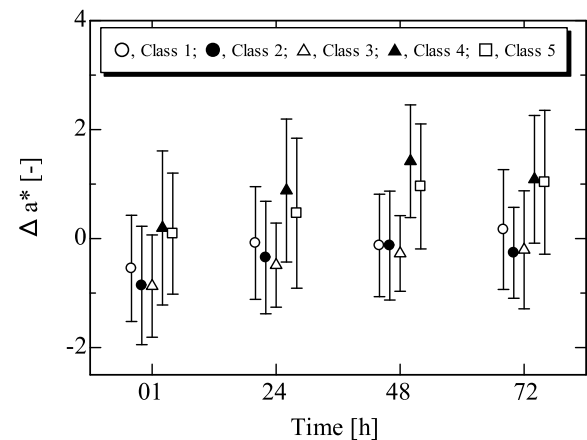 4
○, Class 1; ●, Class 2; △, Class 3; ▲, Class 4; □, Class 5
2
Δ a* [-]
0
-2
01 24 48 72
Time [h]